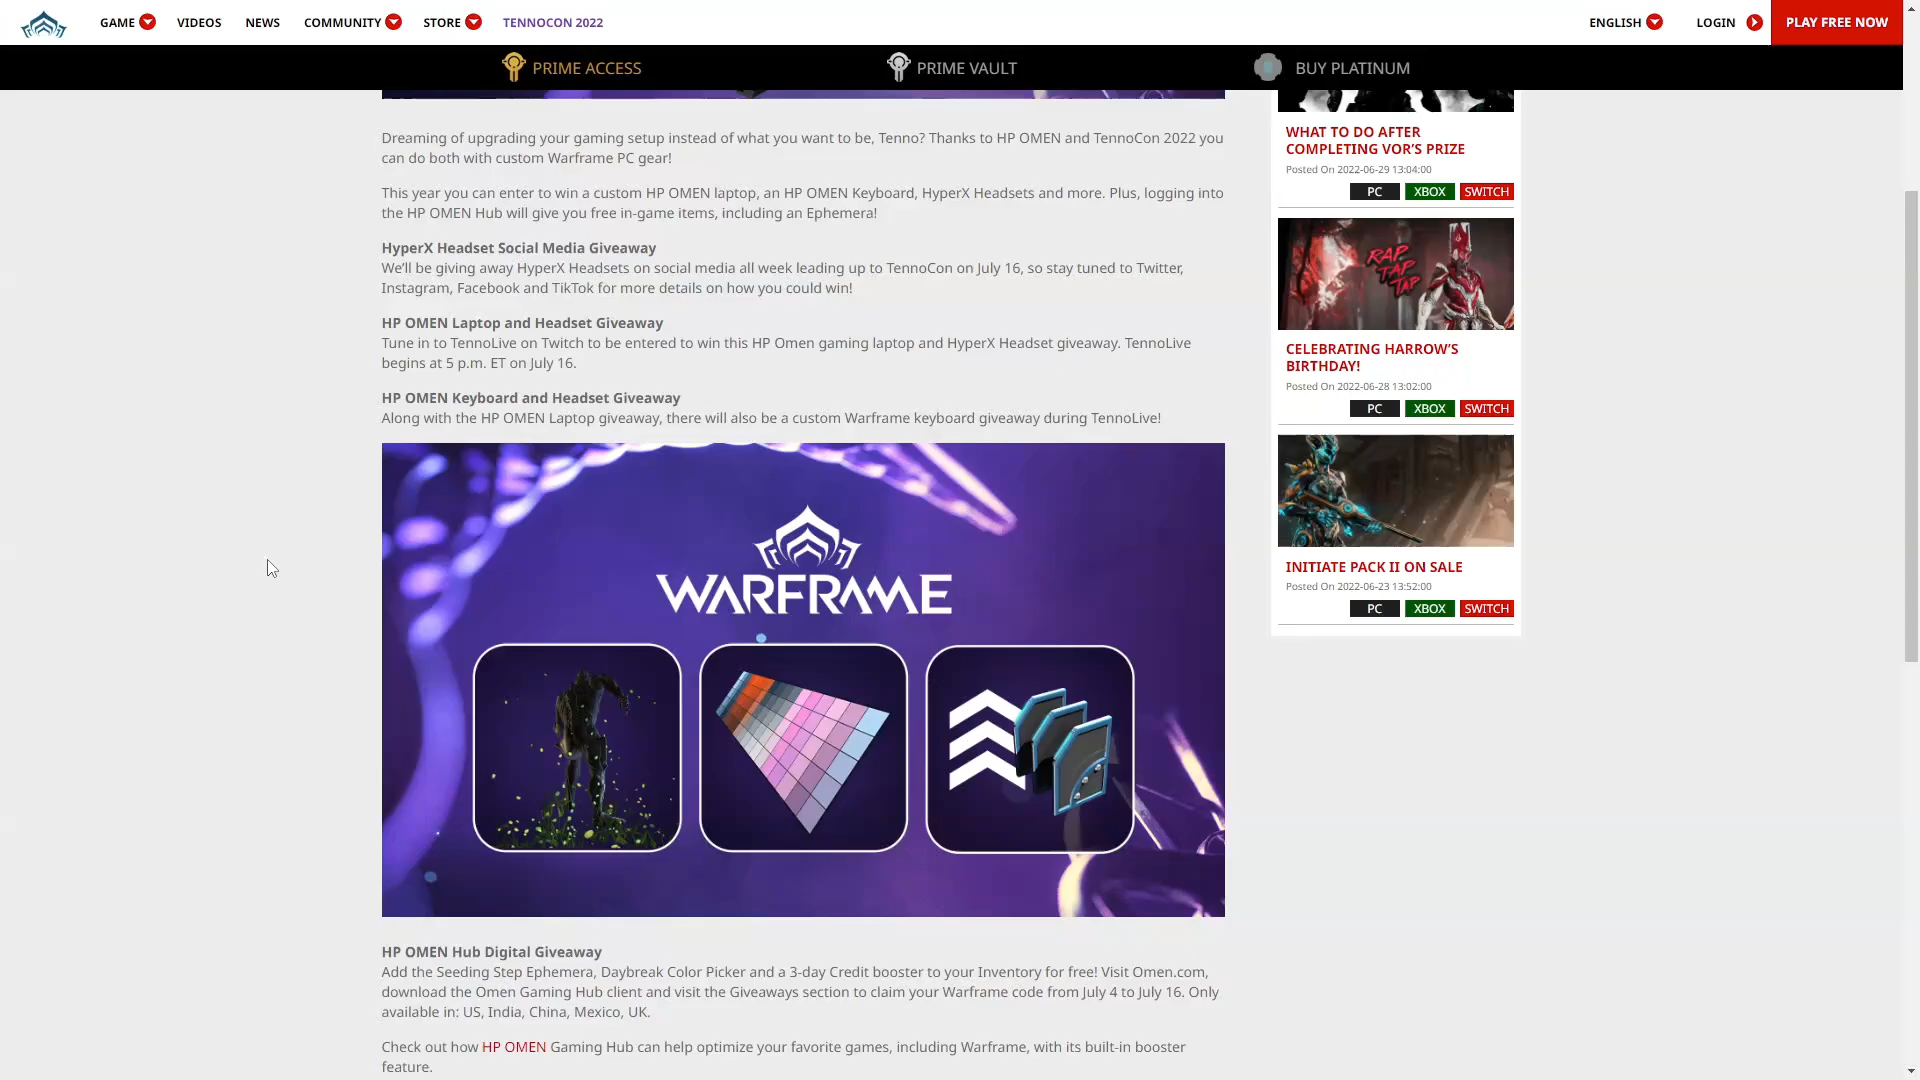 GAME VIDEOS NEWS COMMUNITY STORE TENNOCON 2022 ENGLISH LOGIN PLAY FREE NOW
PRIME ACCESS PRIME VAULT BUY PLATINUM
Dreaming of upgrading your gaming setup instead of what you want to be, Tenno? Thanks to HP OMEN and TennoCon 2022 you
can do both with custom Warframe PC gear!
This year you can enter to win a custom HP OMEN laptop, an HP OMEN Keyboard, HyperX Headsets and more. Plus, logging into
the HP OMEN Hub will give you free in-game items, including an Ephemera!
HyperX Headset Social Media Giveaway
We'll be giving away HyperX Headsets on social media all week leading up to TennoCon on July 16, so stay tuned to Twitter,
Instagram, Facebook and TikTok for more details on how you could win!
HP OMEN Laptop and Headset Giveaway
Tune in to TennoLive on Twitch to be entered to win this HP Omen gaming laptop and HyperX Headset giveaway. TennoLive
begins at 5 p.m. ET on July 16.
HP OMEN Keyboard and Headset Giveaway
Along with the HP OMEN Laptop giveaway, there will also be a custom Warframe keyboard giveaway during TennoLive!
WARFRAME
HP OMEN Hub Digital Giveaway
Add the Seeding Step Ephemera, Daybreak Color Picker and a 3-day Credit booster to your Inventory for free! Visit Omen.com,
download the Omen Gaming Hub client and visit the Giveaways section to claim your Warframe code from July 4 to July 16. Only
available in: US, India, China, Mexico, UK.
Check out how HP OMEN Gaming Hub can help optimize your favorite games, including Warframe, with its built-in booster
feature.
WHAT TO DO AFTER
COMPLETING VOR'S PRIZE
Posted On 2022-06-29 13:04:00
PC XBOX SWITCH
RAP
TAP
TAP
CELEBRATING HARROW'S
BIRTHDAY!
Posted On 2022-06-28 13:02:00
PC XBOX SWITCH
INITIATE PACK II ON SALE
Posted On 2022-06-23 13:52:00
PC XBOX SWITCH